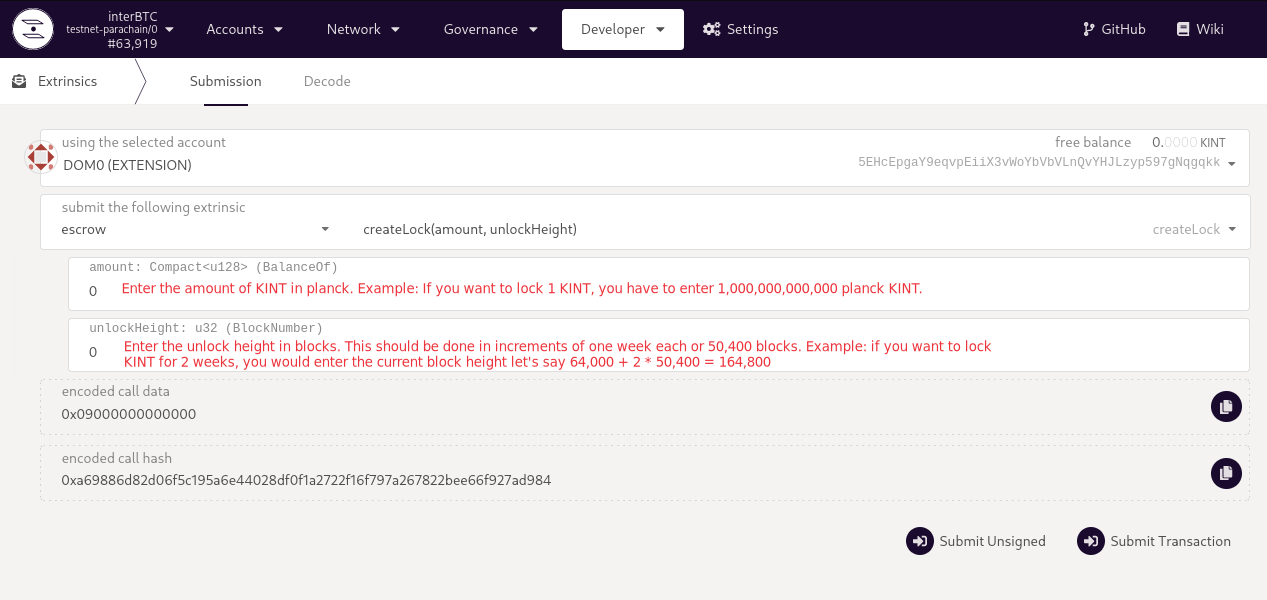 interBTC
testnet-parachain/0
#63,919
Accounts
Network
Governance
Developer
Settings
GitHub
Wiki
Extrinsics
Submission
Decode
using the selected account
free balance 0.0000 KINT
DOM0 (EXTENSION)
5EHcEpgaY9eqvpEiiX3vWoYbVbVLnQvYHJLzyp597gNqgqkk
submit the following extrinsic
escrow
createLock(amount, unlockHeight)
createLock
amount: Compact<u128> (BalanceOf)
0
Enter the amount of KINT in planck. Example: If you want to lock 1 KINT, you have to enter 1,000,000,000,000 planck KINT.
unlockHeight: u32 (BlockNumber)
0
Enter the unlock height in blocks. This should be done in increments of one week each or 50,400 blocks. Example: if you want to lock
KINT for 2 weeks, you would enter the current block height let's say 64,000 + 2 * 50,400 = 164,800
encoded call data
0x09000000000000
encoded call hash
0xa69886d82d06f5c195a6e44028df0f1a2722f16f797a267822bee66f927ad984
Submit Unsigned
Submit Transaction